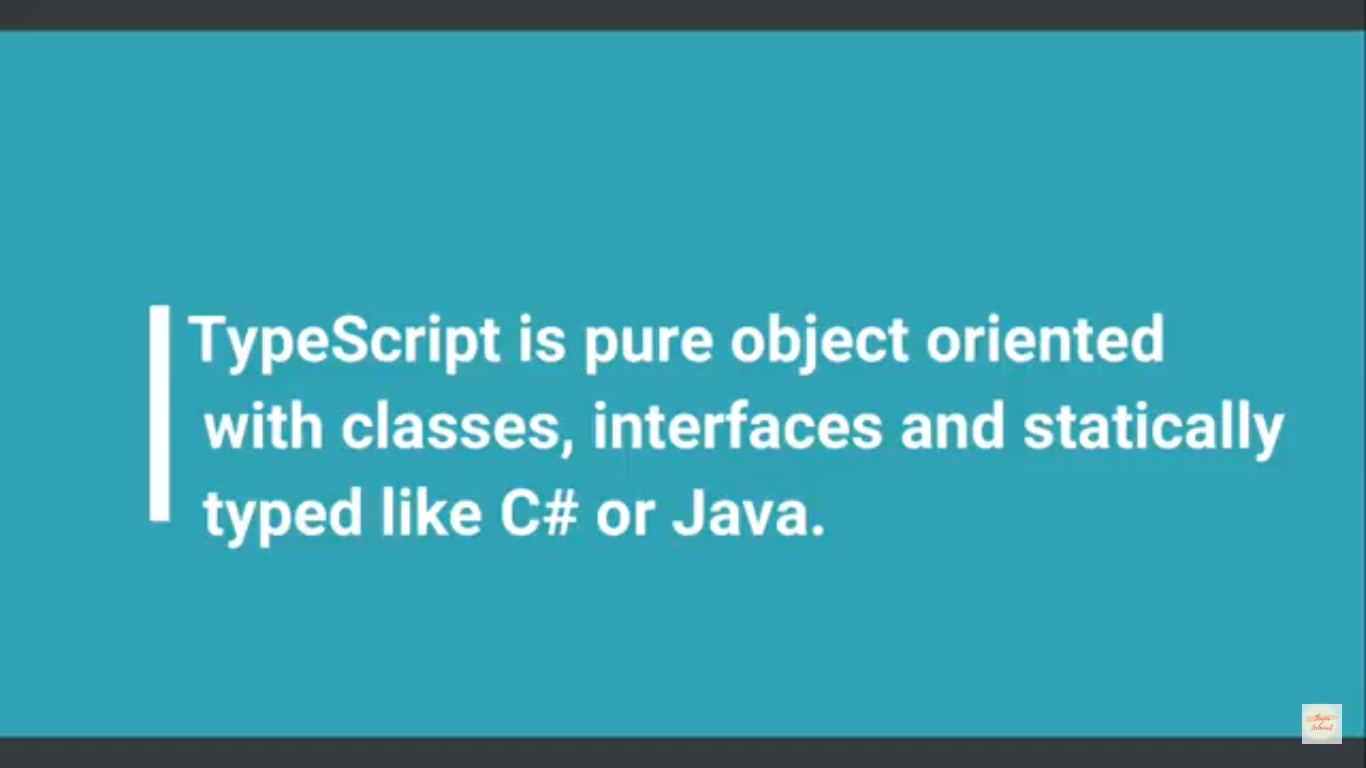 TypeScript is pure object oriented
with classes, interfaces and statically
typed like C# or Java.